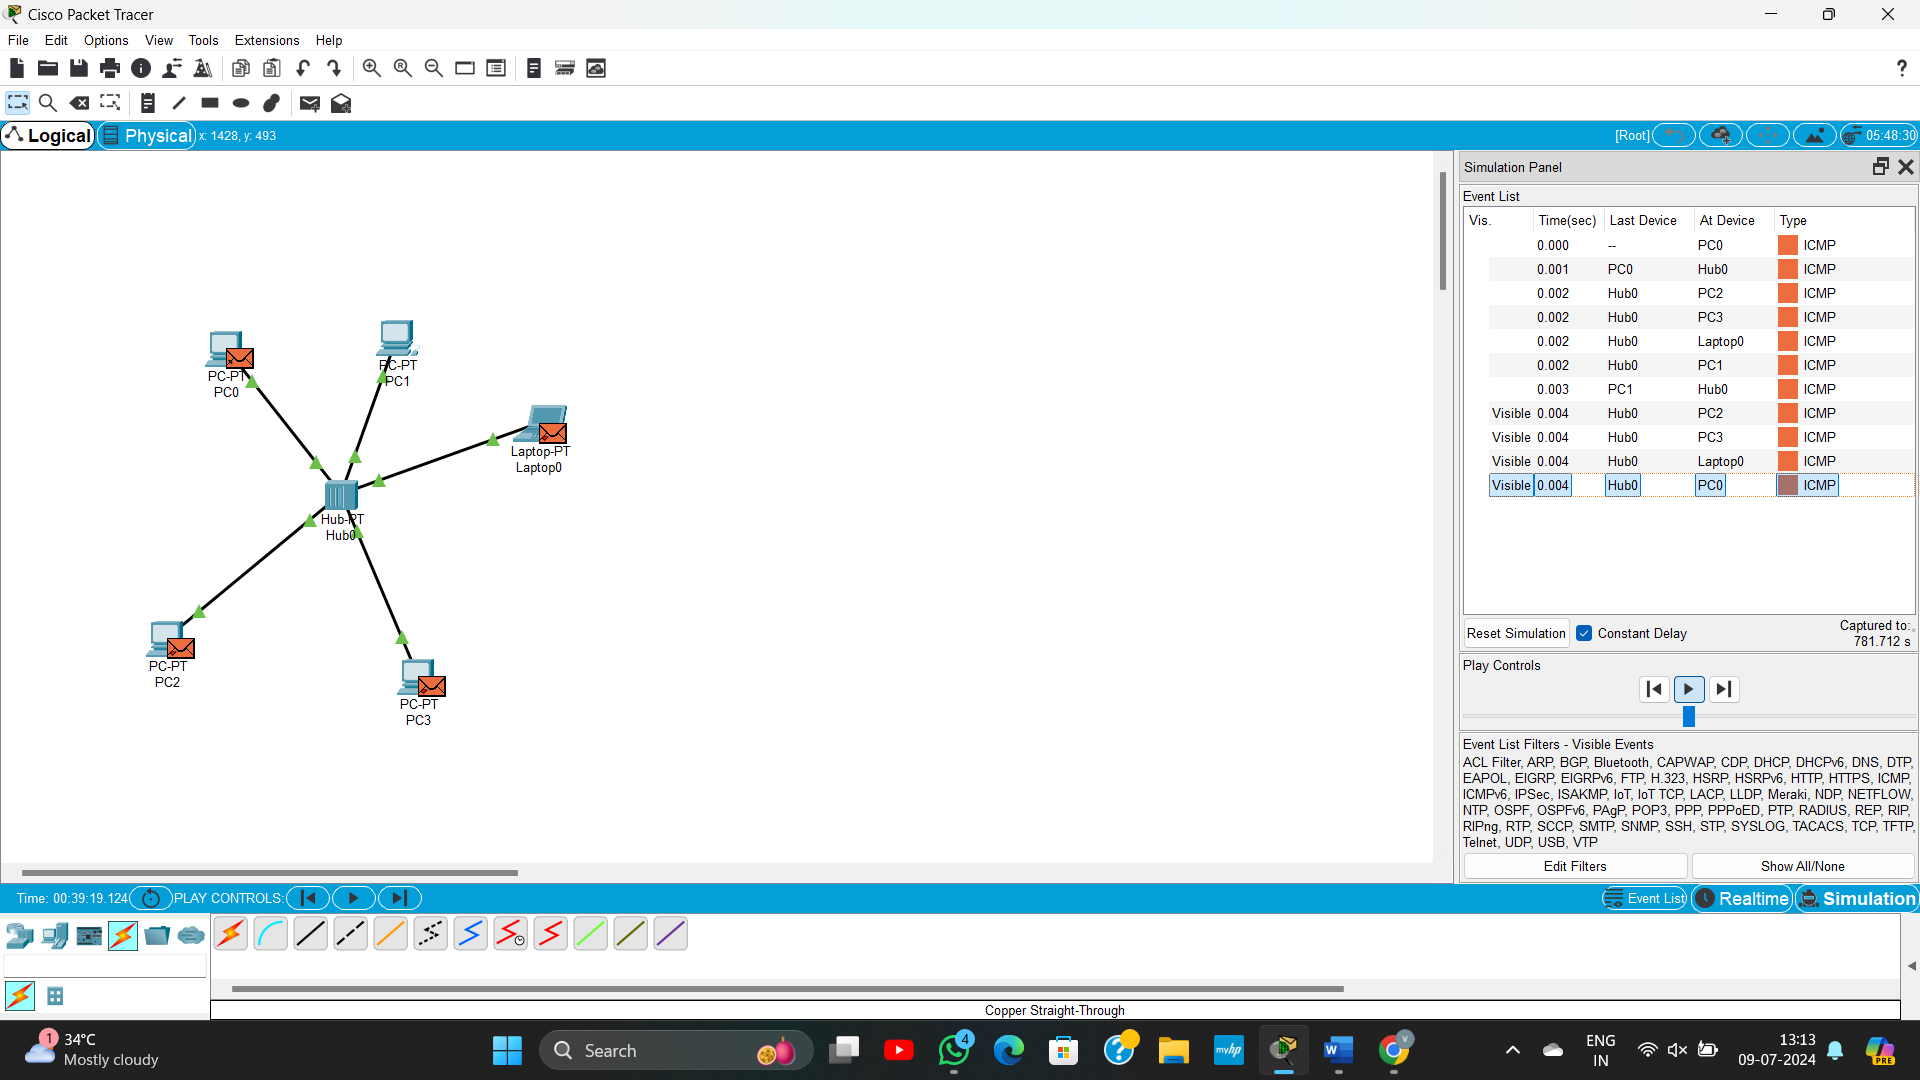 Cisco Packet Tracer
File Edit Options View Tools Extensions Help
Logical Physical x: 1428, y: 493 [Root] 05:48:30
Simulation Panel
Event List
Vis. Time(sec) Last Device At Device Type
0.000 -- PC0 ICMP
0.001 PC0 Hub0 ICMP
0.002 Hub0 PC2 ICMP
0.002 Hub0 PC3 ICMP
0.002 Hub0 Laptop0 ICMP
0.002 Hub0 PC1 ICMP
0.003 PC1 Hub0 ICMP
Visible 0.004 Hub0 PC2 ICMP
Visible 0.004 Hub0 PC3 ICMP
Visible 0.004 Hub0 Laptop0 ICMP
Visible 0.004 Hub0 PC0 ICMP
PC-PT
PC0
PC-PT
PC1
Laptop-PT
Laptop0
Hub-PT
Hub0
PC-PT
PC2
PC-PT
PC3
Reset Simulation Constant Delay Captured to:
781.712 s
Play Controls
Event List Filters - Visible Events
ACL Filter, ARP, BGP, Bluetooth, CAPWAP, CDP, DHCP, DHCPv6, DNS, DTP,
EAPOL, EIGRP, EIGRPv6, FTP, H.323, HSRP, HSRPv6, HTTP, HTTPS, ICMP,
ICMPv6, IPSec, ISAKMP, IoT, IoT TCP, LACP, LLDP, Meraki, NDP, NETFLOW,
NTP, OSPF, OSPFv6, PAgP, POP3, PPP, PPPoED, PTP, RADIUS, REP, RIP,
RIPng, RTP, SCCP, SMTP, SNMP, SSH, STP, SYSLOG, TACACS, TCP, TFTP,
Telnet, UDP, USB, VTP
Edit Filters Show All/None
Time: 00:39:19.124 PLAY CONTROLS: Event List Realtime Simulation
Copper Straight-Through
1 34°C
Mostly cloudy
Search
4
myhp
V
ENG
IN
13:13
09-07-2024
PRE